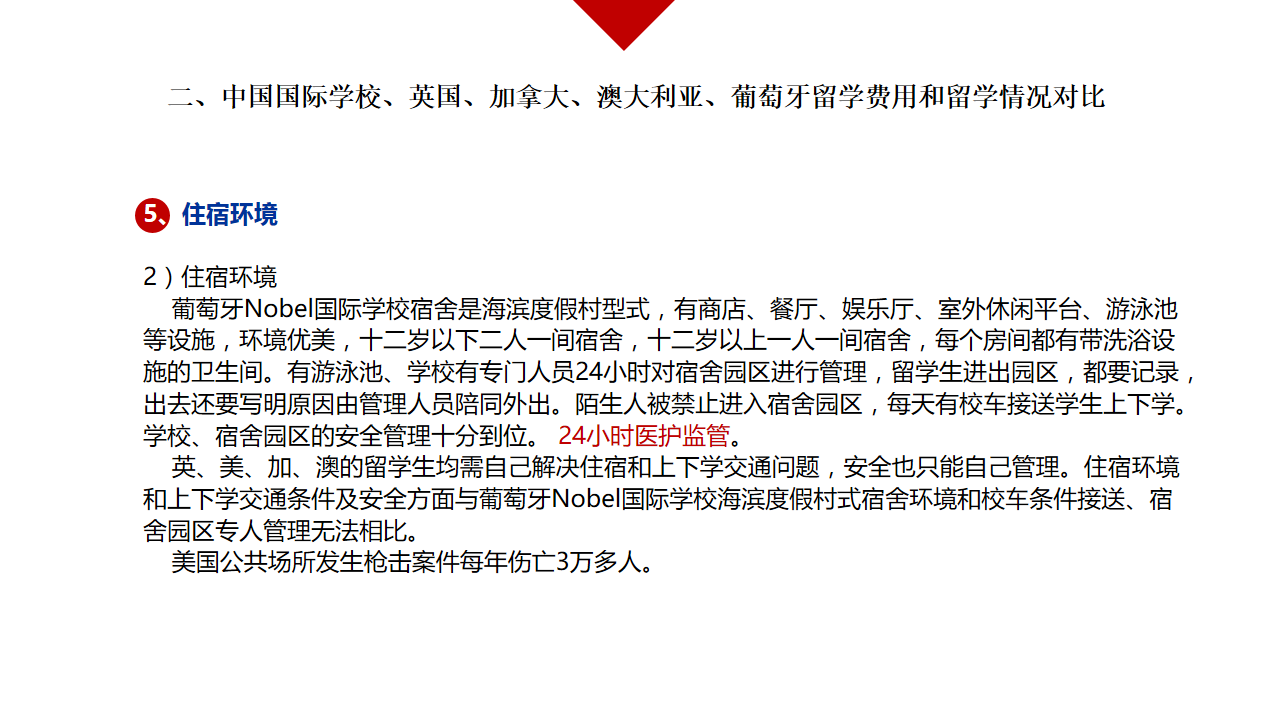 二、中国国际学校、英国、加拿大、澳大利亚、葡萄牙留学费用和留学情况对比
5、 住宿环境
2）住宿环境
葡萄牙Nobel国际学校宿舍是海滨度假村型式，有商店、餐厅、娱乐厅、室外休闲平台、游泳池
等设施，环境优美，十二岁以下二人一间宿舍，十二岁以上一人一间宿舍，每个房间都有带洗浴设
施的卫生间。有游泳池、学校有专门人员24小时对宿舍园区进行管理，留学生进出园区，都要记录，
出去还要写明原因由管理人员陪同外出。陌生人被禁止进入宿舍园区，每天有校车接送学生上下学。
学校、宿舍园区的安全管理十分到位。 24小时医护监管。
英、美、加、澳的留学生均需自己解决住宿和上下学交通问题，安全也只能自己管理。住宿环境
和上下学交通条件及安全方面与葡萄牙Nobel国际学校海滨度假村式宿舍环境和校车条件接送、宿
舍园区专人管理无法相比。
美国公共场所发生枪击案件每年伤亡3万多人。